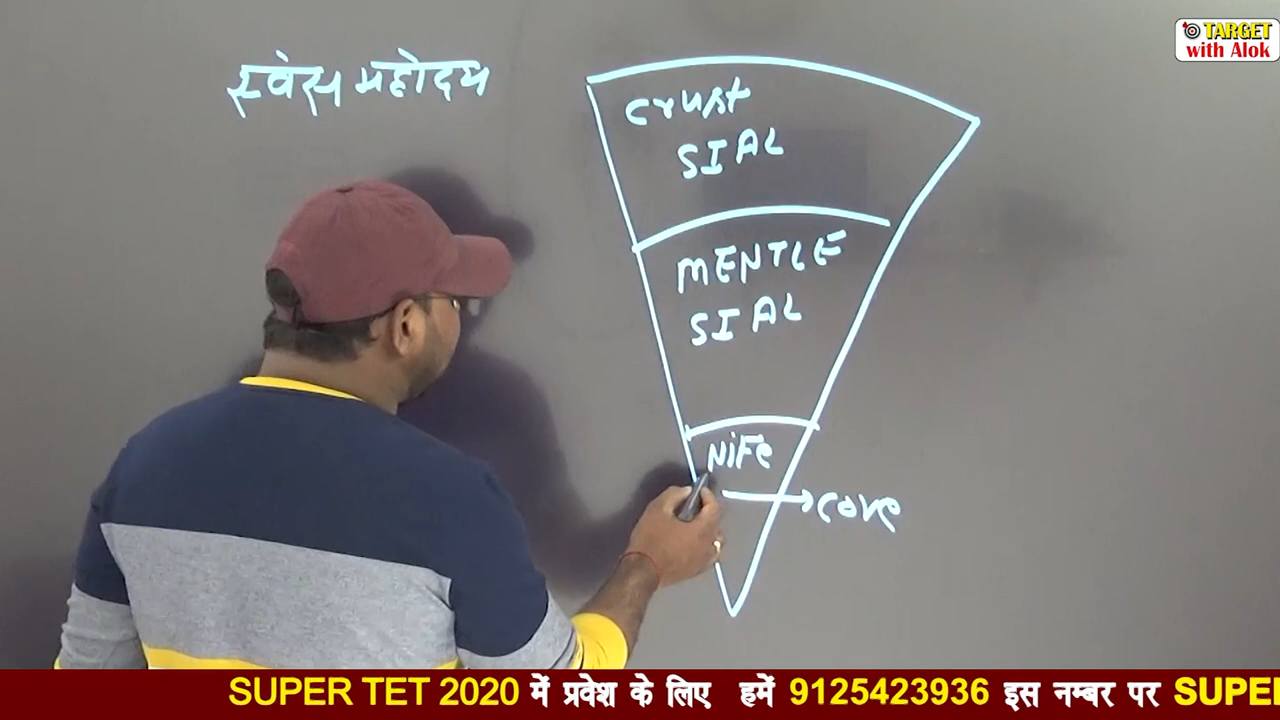 TARGET
with Alok
स्वेस महोदय
Crust
SIAL
MENTLE
SIAL
NiFe
core
SUPER TET 2020 में प्रवेश के लिए हमें 9125423936 इस नम्बर पर SUPE